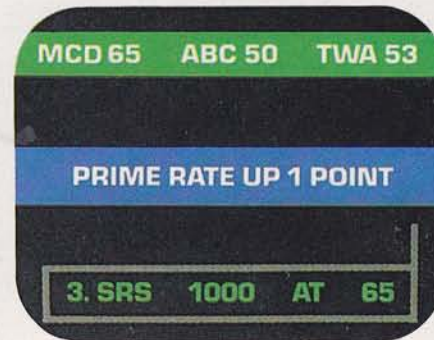 MCD 65 ABC 50 TWA 53
PRIME RATE UP 1 POINT
3. SRS 1000 AT 65